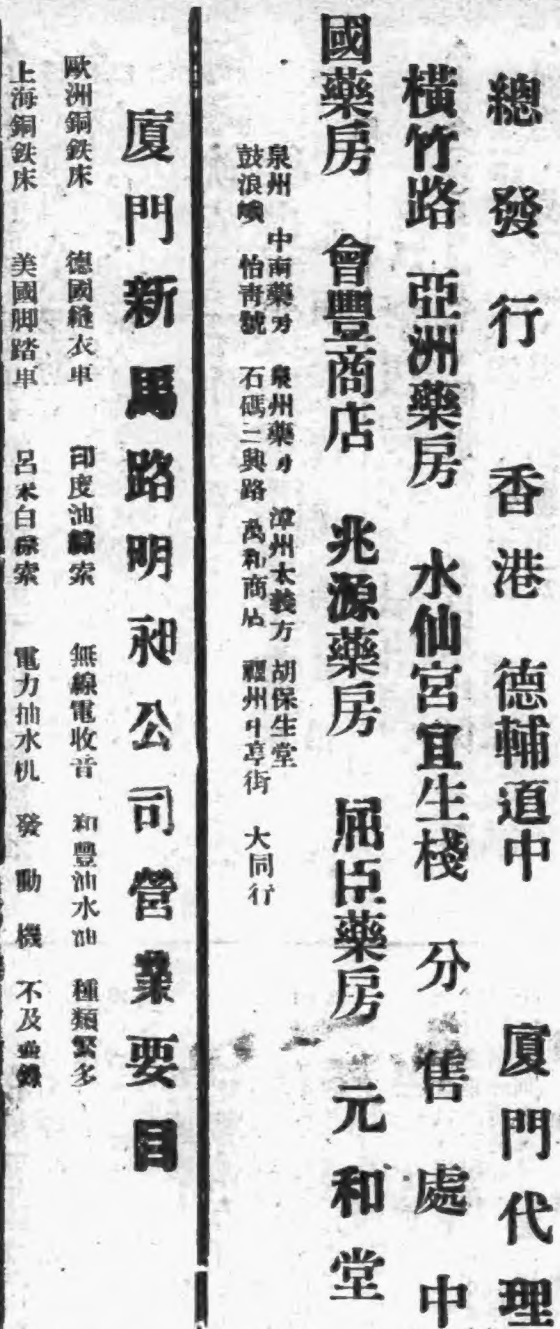 總發行 香港 德輔道中 廈門代理
橫竹路 亞洲藥房 水仙宮宜生棧 分售處 中
國藥房 會豐商店 兆源藥房 屈臣藥房 元和堂
泉州 中南藥房 泉州藥房 漳州太義方 胡保生堂
鼓浪嶼 怡青號 石碼二興路 萬和商店 福州斗亭街 大同行
廈門新馬路明昶公司營業要目
歐洲銅鉄床 德國縫衣車 印度油索 無線電收音 和豐油水油 種類繁多
上海銅鉄床 美國脚踏車 呂宋白索 電力抽水机 發動機 不及錄